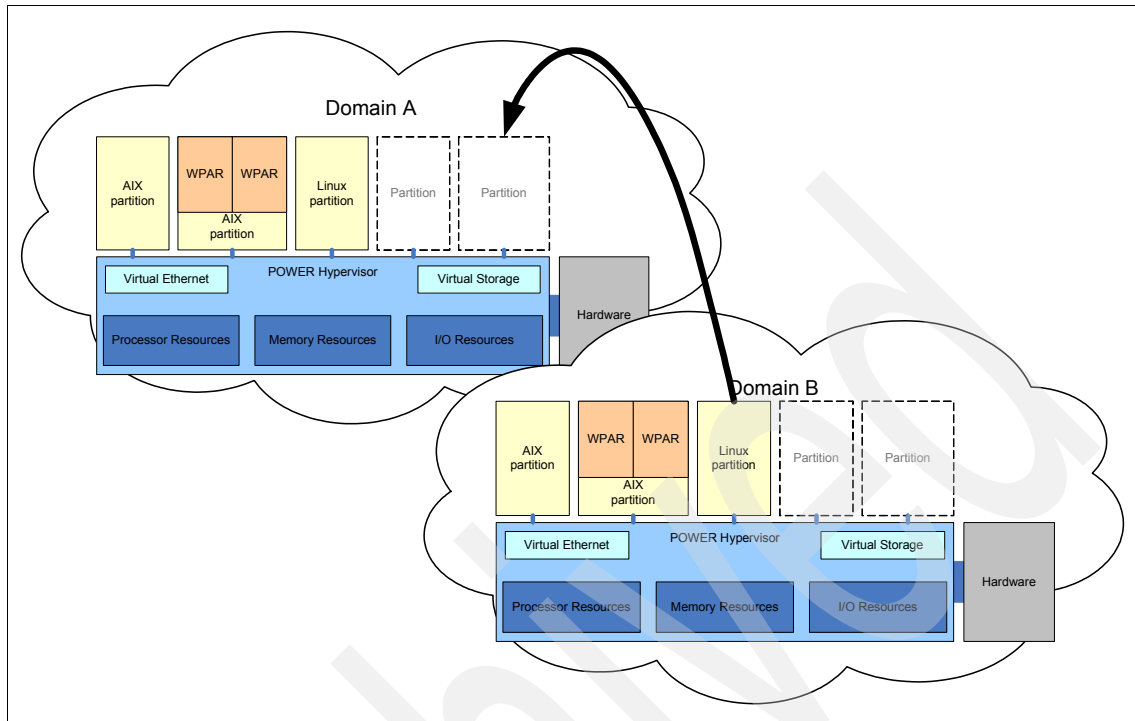 Domain A
AIX
partition
WPAR
WPAR
AIX
partition
Linux
partition
Partition
Partition
Virtual Ethernet
POWER Hypervisor
Virtual Storage
Hardware
Processor Resources
Memory Resources
I/O Resources
Domain B
AIX
partition
WPAR
WPAR
AIX
partition
Linux
partition
Partition
Partition
Virtual Ethernet
POWER Hypervisor
Virtual Storage
Hardware
Processor Resources
Memory Resources
I/O Resources